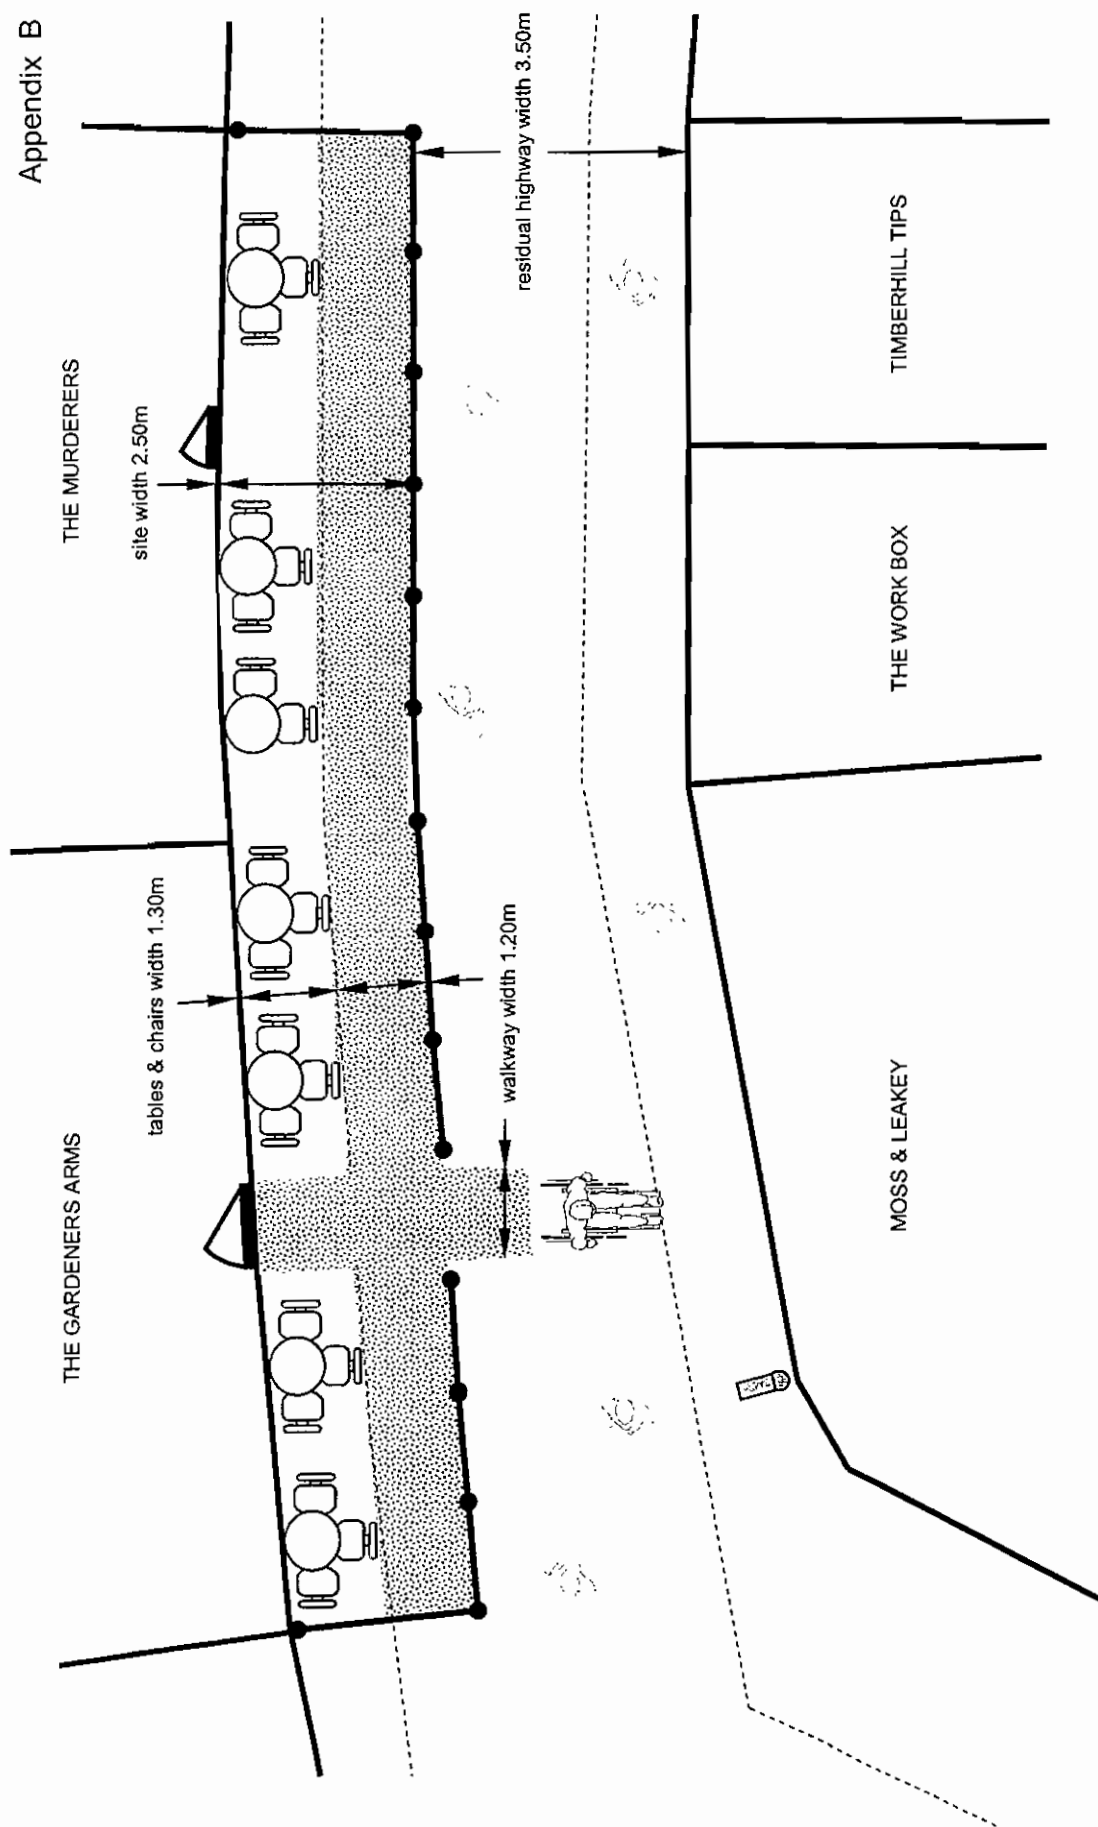 Appendix B
THE GARDENERS ARMS
THE MURDERERS
tables & chairs width 1.30m
site width 2.50m
walkway width 1.20m
residual highway width 3.50m
MOSS & LEAKEY
THE WORK BOX
TIMBERHILL TIPS